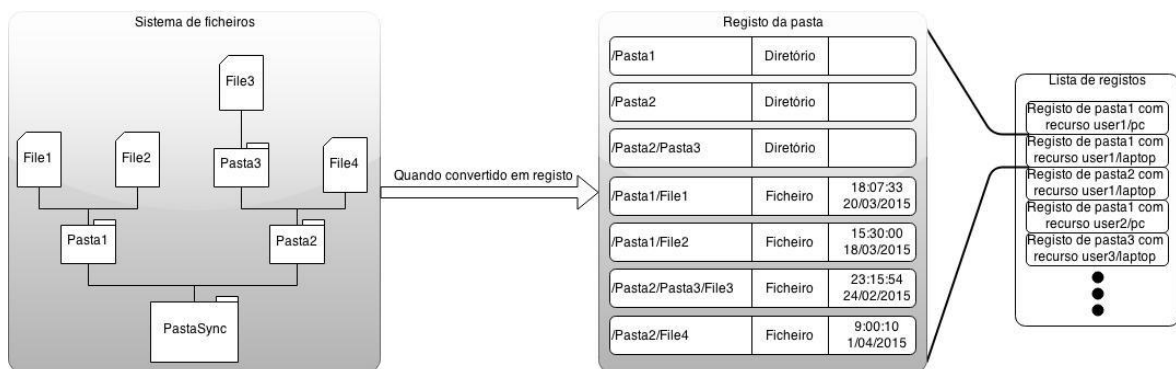 Sistema de ficheiros
File3
File1
File2
Pasta3
File4
Pasta1
Pasta2
PastaSync
Quando convertido em registo
Registo da pasta
/Pasta1 Diretório
/Pasta2 Diretório
/Pasta2/Pasta3 Diretório
/Pasta1/File1 Ficheiro 18:07:33
20/03/2015
/Pasta1/File2 Ficheiro 15:30:00
18/03/2015
/Pasta2/Pasta3/File3 Ficheiro 23:15:54
24/02/2015
/Pasta2/File4 Ficheiro 9:00:10
1/04/2015
Lista de registos
Registo de pasta1 com
recurso user1/pc
Registo de pasta1 com
recurso user1/laptop
Registo de pasta2 com
recurso user1/laptop
Registo de pasta1 com
recurso user2/pc
Registo de pasta3 com
recurso user3/laptop